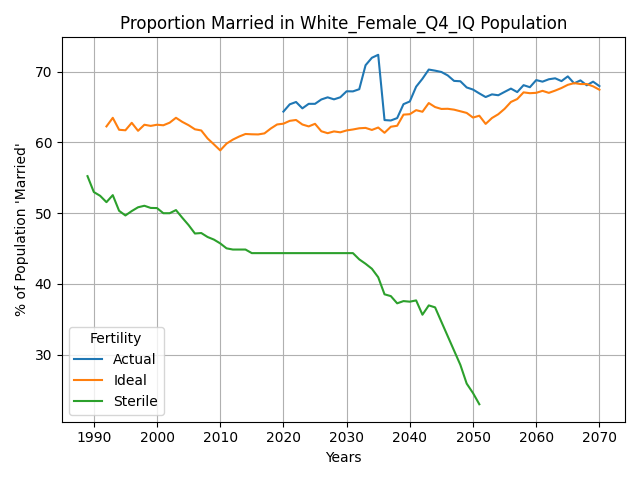 Proportion Married in White_Female_Q4_IQ Population
% of Population 'Married'
70
60
50
40
30
Fertility
Actual
Ideal
Sterile
1990 2000 2010 2020 2030 2040 2050 2060 2070
Years